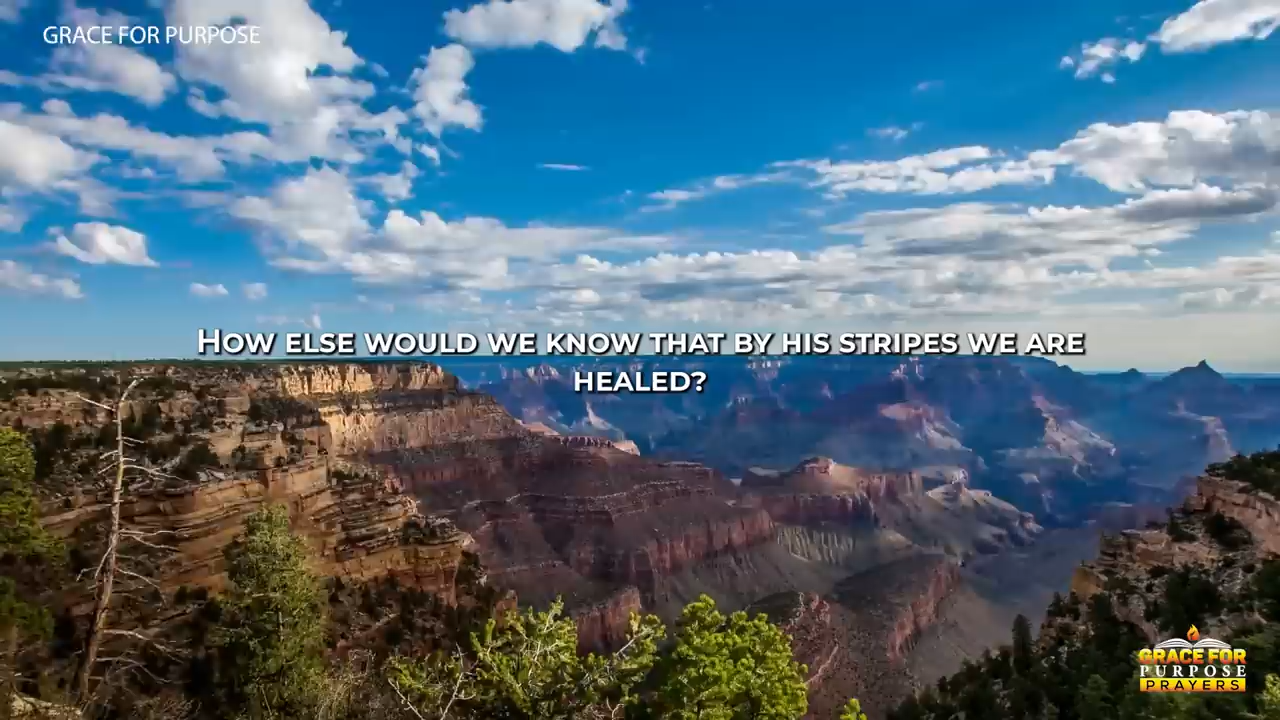 GRACE FOR PURPOSE
HOW ELSE WOULD WE KNOW THAT BY HIS STRIPES WE ARE
HEALED?
GRACE FOR
PURPOSE
PRAYERS